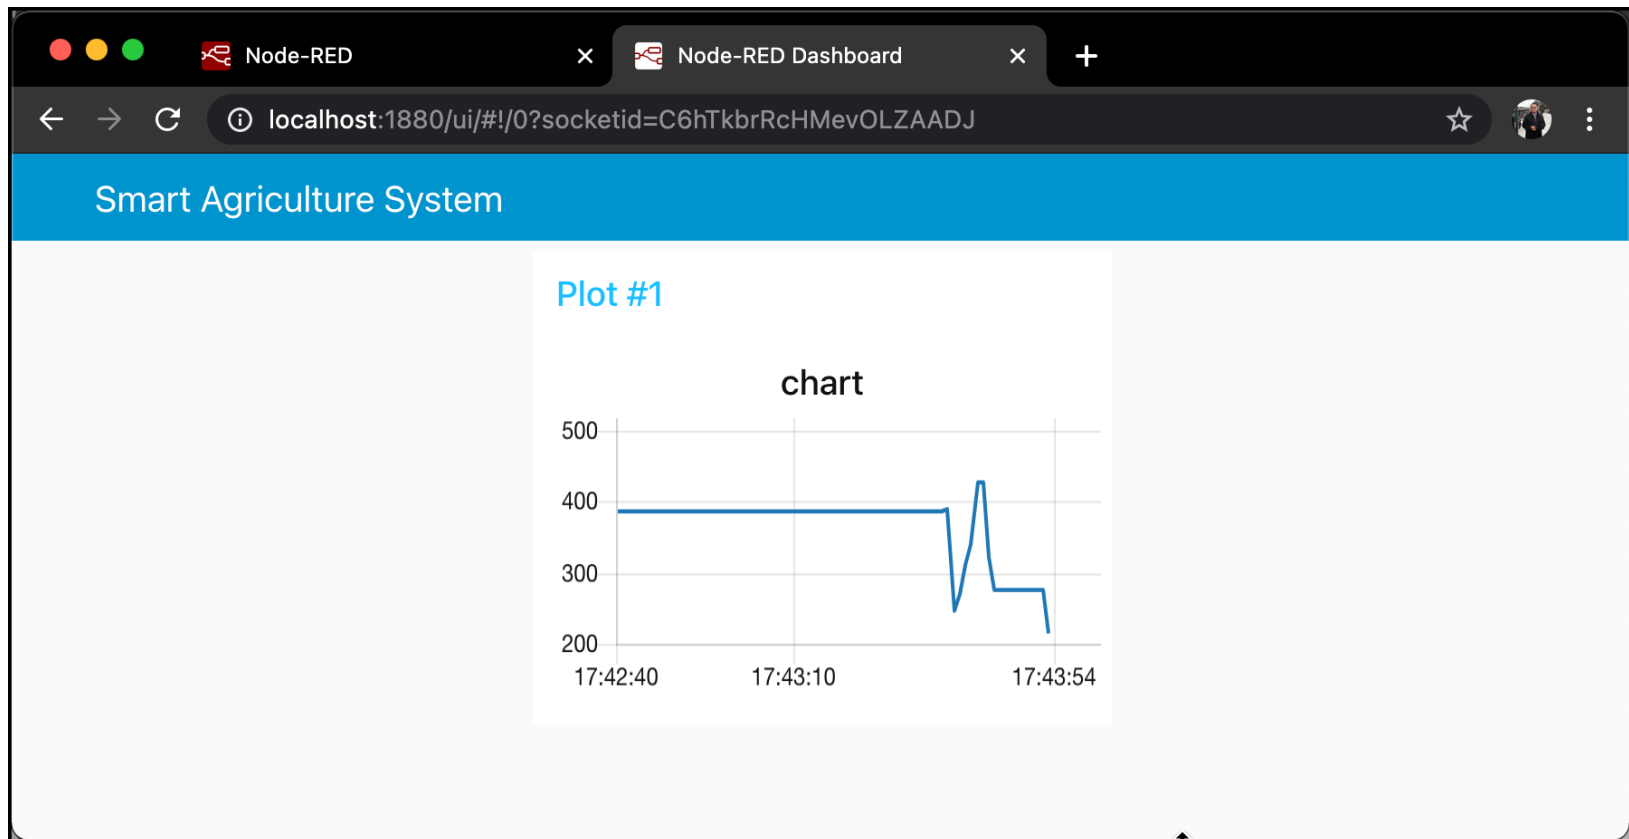 Node-RED
Node-RED Dashboard
localhost:1880/ui/#!/0?socketid=C6hTkbrRcHMevOLZAADJ
Smart Agriculture System
Plot #1
chart
500
400
300
200
17:42:40 17:43:10 17:43:54